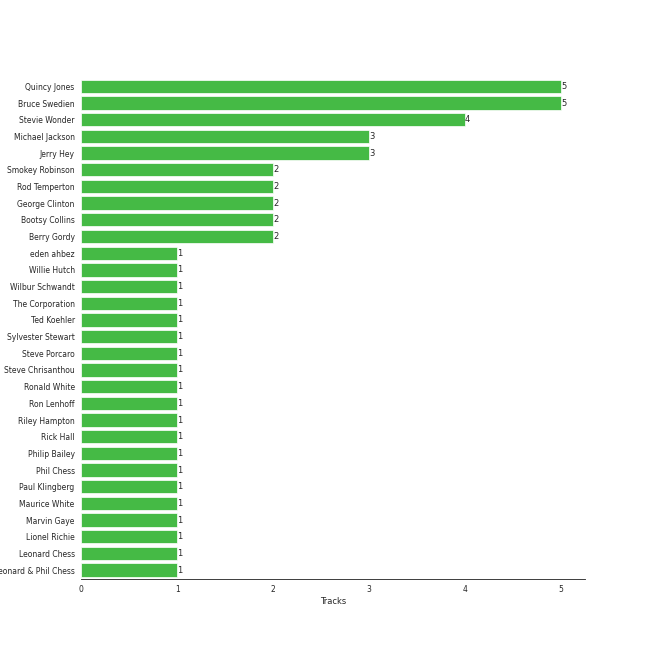 Quincy Jones 5
Bruce Swedien 5
Stevie Wonder 4
Michael Jackson 3
Jerry Hey 3
Smokey Robinson 2
Rod Temperton 2
George Clinton 2
Bootsy Collins 2
Berry Gordy 2
eden ahbez 1
Willie Hutch 1
Wilbur Schwandt 1
The Corporation 1
Ted Koehler 1
Sylvester Stewart 1
Steve Porcaro 1
Steve Chrisanthou 1
Ronald White 1
Ron Lenhoff 1
Riley Hampton 1
Rick Hall 1
Philip Bailey 1
Phil Chess 1
Paul Klingberg 1
Maurice White 1
Marvin Gaye 1
Lionel Richie 1
Leonard Chess 1
eonard & Phil Chess 1
0 1 2 3 4 5
Tracks